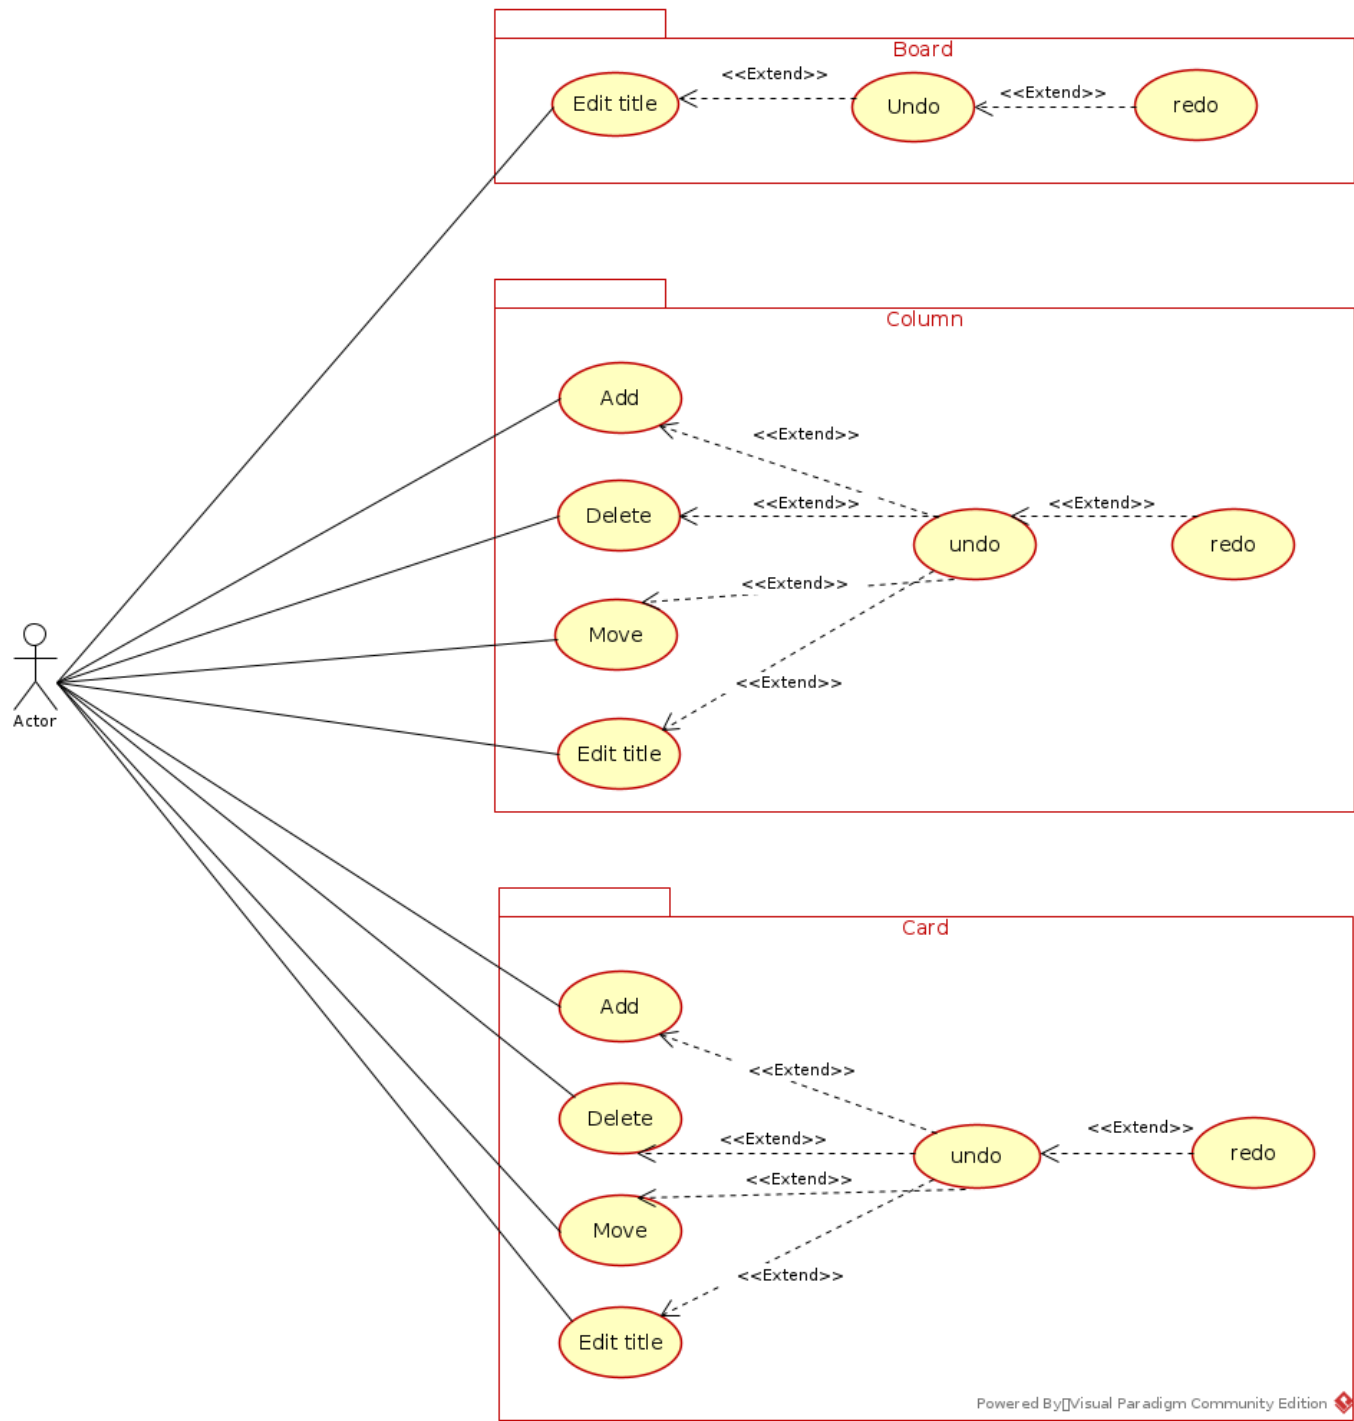 Board
<<Extend>>
<<Extend>>
Edit title
Undo
redo
Column
Add
<<Extend>>
Delete
<<Extend>>
<<Extend>>
undo
redo
<<Extend>>
Move
<<Extend>>
Edit title
Actor
Card
Add
<<Extend>>
Delete
<<Extend>>
<<Extend>>
undo
redo
<<Extend>>
Move
<<Extend>>
Edit title
Powered By▯Visual Paradigm Community Edition